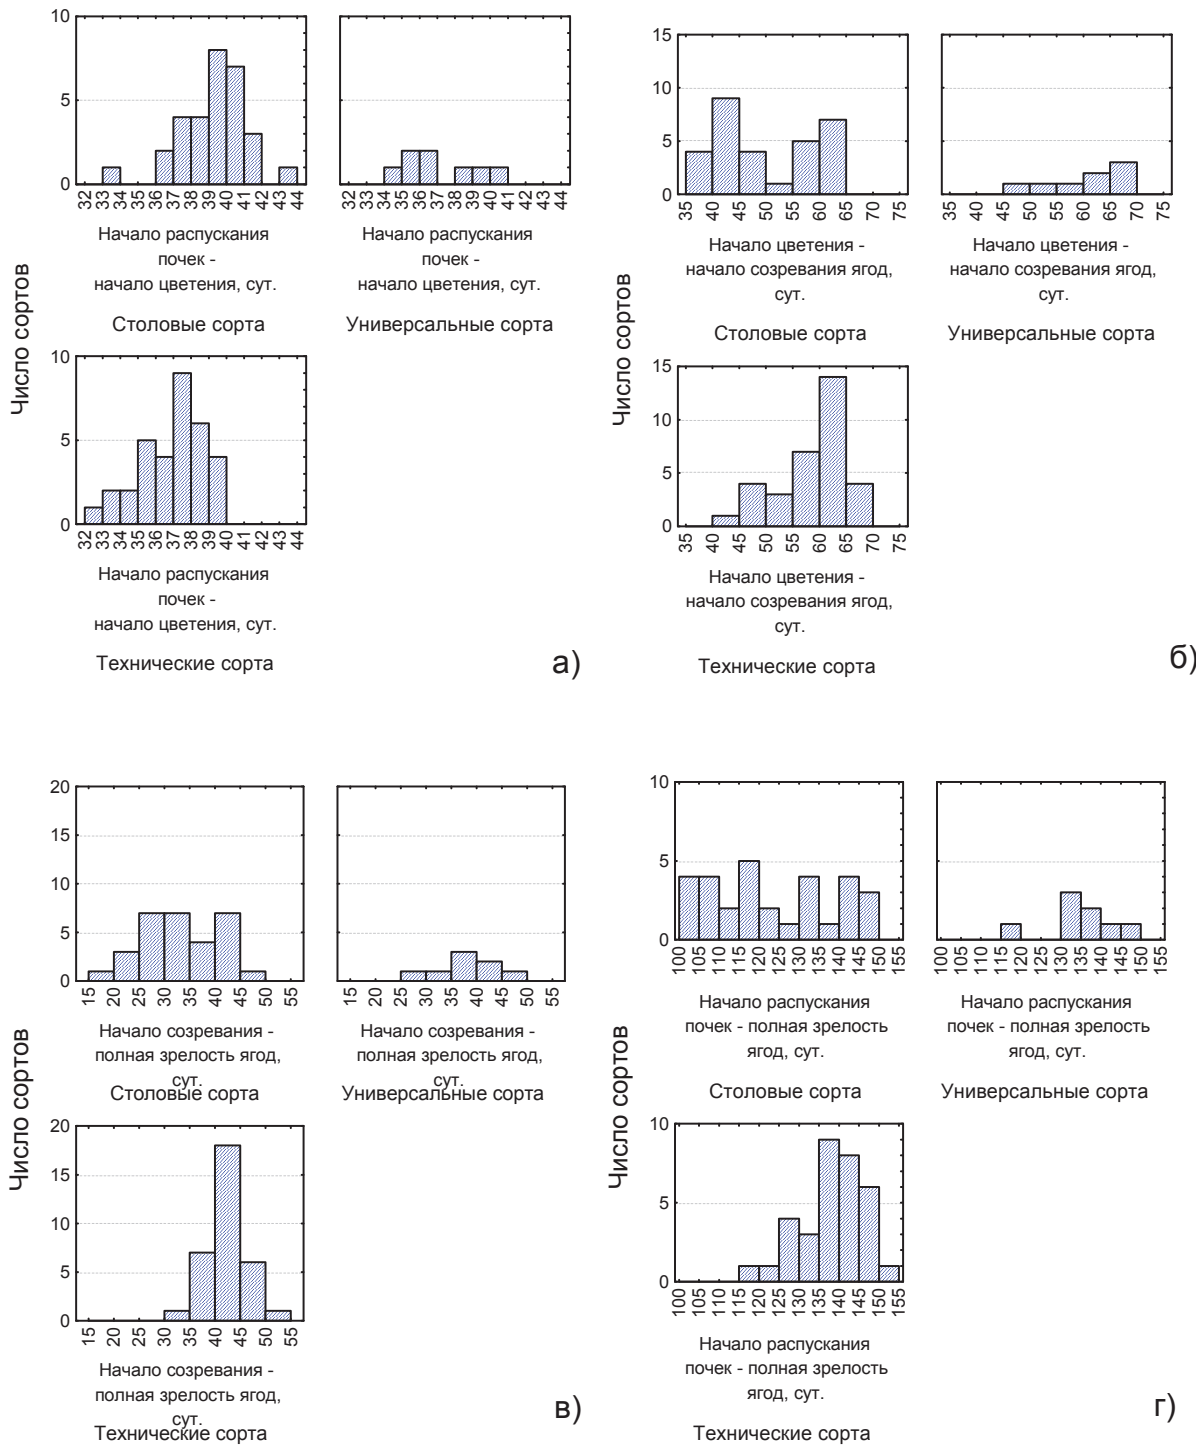 10
5
0
32 33 34 35 36 37 38 39 40 41 42 43 44
32 33 34 35 36 37 38 39 40 41 42 43 44
Начало распускания
почек -
начало цветения, сут.
Начало распускания
почек -
начало цветения, сут.
Столовые сорта
Универсальные сорта
Число сортов
10
5
0
32 33 34 35 36 37 38 39 40 41 42 43 44
Начало распускания
почек -
начало цветения, сут.
Технические сорта
а)
15
10
5
0
35 40 45 50 55 60 65 70 75
35 40 45 50 55 60 65 70 75
Начало цветения -
начало созревания ягод,
сут.
Начало цветения -
начало созревания ягод,
сут.
Столовые сорта
Универсальные сорта
Число сортов
15
10
5
0
35 40 45 50 55 60 65 70 75
Начало цветения -
начало созревания ягод,
сут.
Технические сорта
б)
20
15
10
5
0
15 20 25 30 35 40 45 50 55
15 20 25 30 35 40 45 50 55
Начало созревания -
полная зрелость ягод,
сут.
Начало созревания -
полная зрелость ягод,
сут.
Столовые сорта
Универсальные сорта
Число сортов
20
15
10
5
0
15 20 25 30 35 40 45 50 55
Начало созревания -
полная зрелость ягод,
сут.
Технические сорта
в)
10
5
0
100 105 110 115 120 125 130 135 140 145 150 155
100 105 110 115 120 125 130 135 140 145 150 155
Начало распускания
почек - полная зрелость
ягод, сут.
Начало распускания
почек - полная зрелость
ягод, сут.
Столовые сорта
Универсальные сорта
Число сортов
10
5
0
100 105 110 115 120 125 130 135 140 145 150 155
Начало распускания
почек - полная зрелость
ягод, сут.
Технические сорта
г)